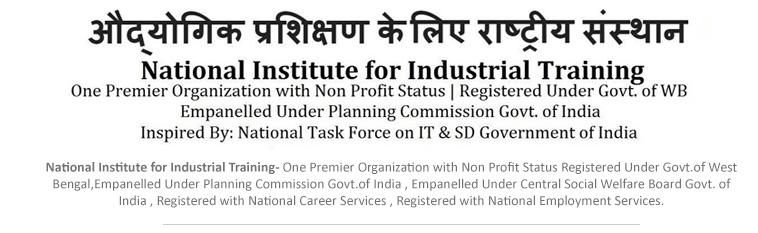 औद्योगिक प्रशिक्षण के लिए राष्ट्रीय संस्थान
National Institute for Industrial Training
One Premier Organization with Non Profit Status | Registered Under Govt. of WB
Empanelled Under Planning Commission Govt. of India
Inspired By: National Task Force on IT & SD Government of India
National Institute for Industrial Training- One Premier Organization with Non Profit Status Registered Under Govt.of West
Bengal,Empanelled Under Planning Commission Govt.of India , Empanelled Under Central Social Welfare Board Govt. of
India , Registered with National Career Services , Registered with National Employment Services.